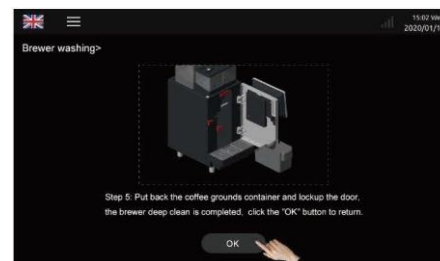 15:02 We
2020/01/1
Brewer washing>
Step 5: Put back the coffee grounds container and lockup the door,
the brewer deep clean is completed, click the "OK" button to return.
OK